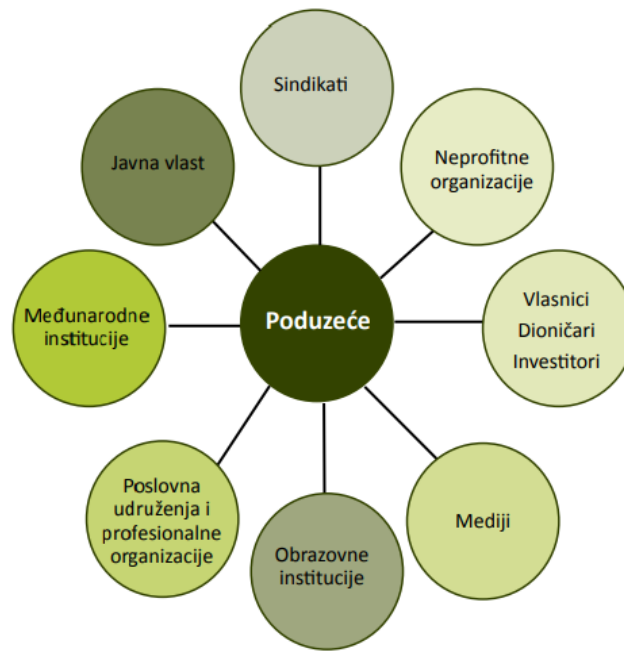 Sindikati
Javna vlast
Neprofitne
organizacije
Međunarodne
institucije
Poduzeće
Vlasnici
Dioničari
Investitori
Poslovna
udruženja i
profesionalne
organizacije
Obrazovne
institucije
Mediji